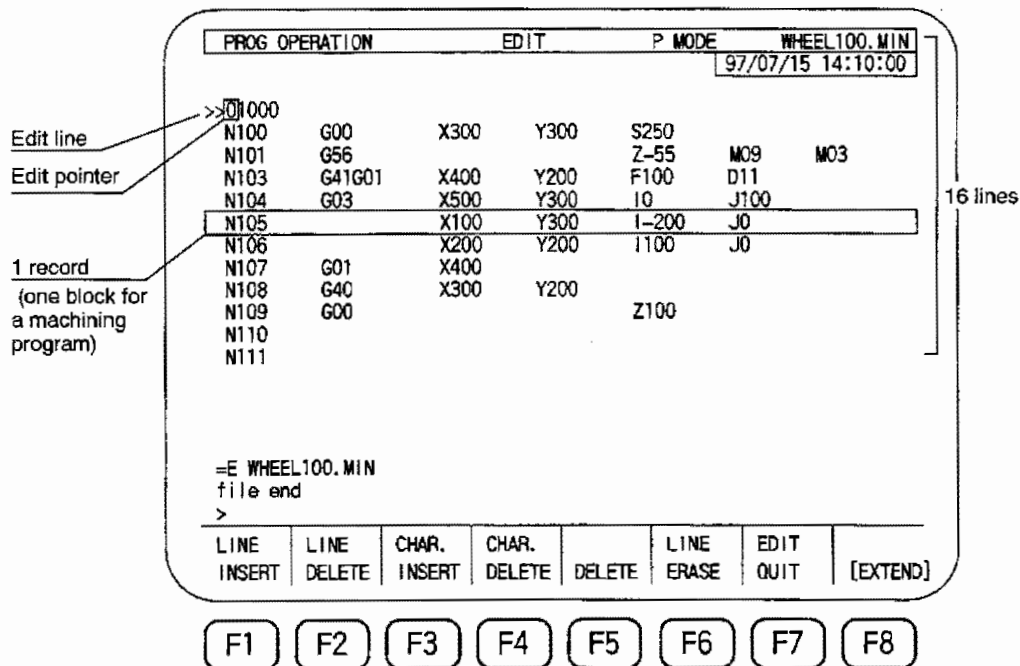 PROG OPERATION EDIT P MODE WHEEL100.MIN
97/07/15 14:10:00
>>O1000
N100 G00 X300 Y300 S250
N101 G56 Z-55 M09 M03
N103 G41G01 X400 Y200 F100 D11
N104 G03 X500 Y300 I0 J100
N105 X100 Y300 I-200 J0
N106 X200 Y200 I100 J0
N107 G01 X400
N108 G40 X300 Y200
N109 G00 Z100
N110
N111
Edit line
Edit pointer
1 record
(one block for
a machining
program)
16 lines
=E WHEEL100.MIN
file end
>
LINE INSERT
LINE DELETE
CHAR. INSERT
CHAR. DELETE
DELETE
LINE ERASE
EDIT QUIT
[EXTEND]
F1 F2 F3 F4 F5 F6 F7 F8